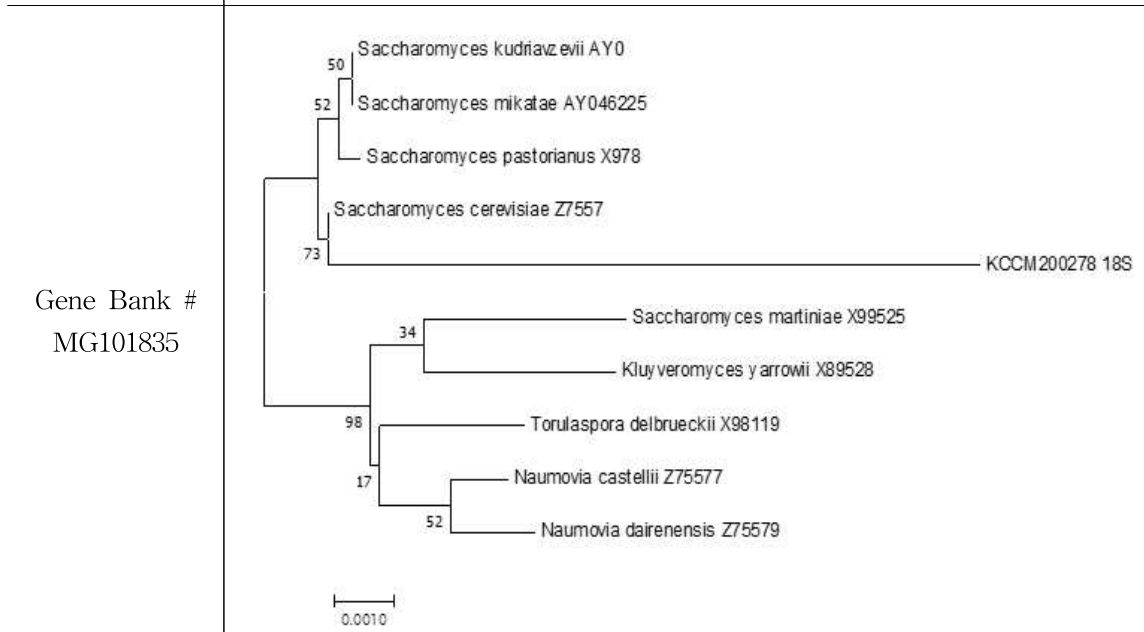 Gene Bank #
MG101835
Saccharomyces kudriavzevii AY0
50
Saccharomyces mikatae AY046225
52
Saccharomyces pastorianus X978
Saccharomyces cerevisiae Z7557
73
KCCM200278 18S
Saccharomyces martiniae X99525
34
Kluyveromyces yarrowii X89528
98
Torulaspora delbrueckii X98119
17
Naumovia castellii Z75577
52
Naumovia dairenensis Z75579
0.0010